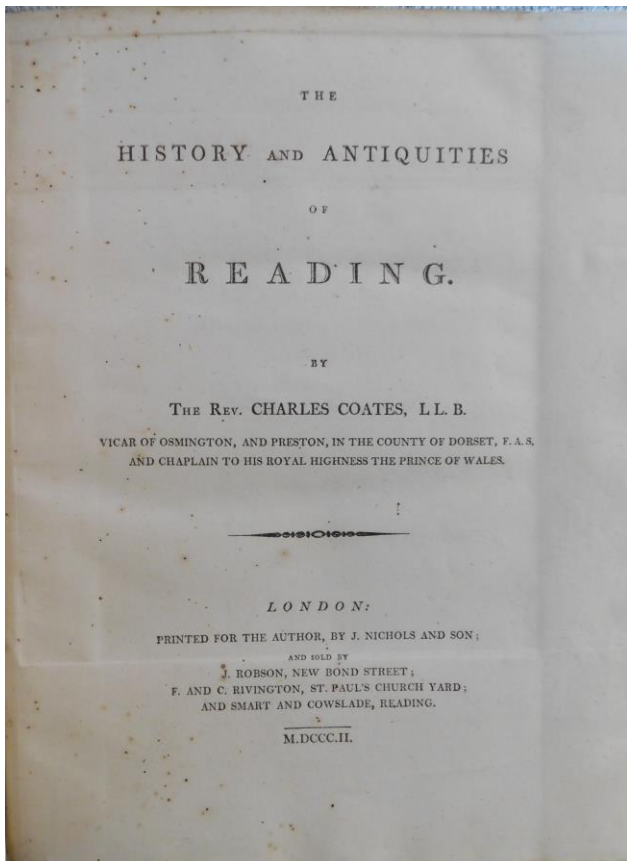 THE
HISTORY AND ANTIQUITIES
OF
READING.
BY
THE REV. CHARLES COATES, LL.B.
VICAR OF OSMINGTON, AND PRESTON, IN THE COUNTY OF DORSET, F.A.S.
AND CHAPLAIN TO HIS ROYAL HIGHNESS THE PRINCE OF WALES.
LONDON:
PRINTED FOR THE AUTHOR, BY J. NICHOLS AND SON;
AND SOLD BY
J. ROBSON, NEW BOND STREET;
F. AND C. RIVINGTON, ST. PAUL'S CHURCH YARD;
AND SMART AND COWSLADE, READING.
M.DCCC.II.